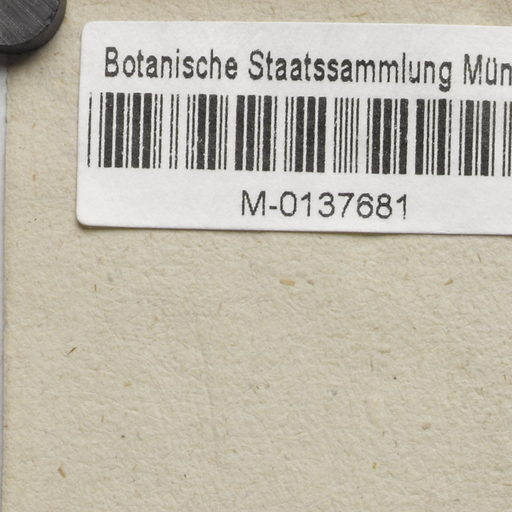 Botanische Staatssammlung Mün
M-0137681